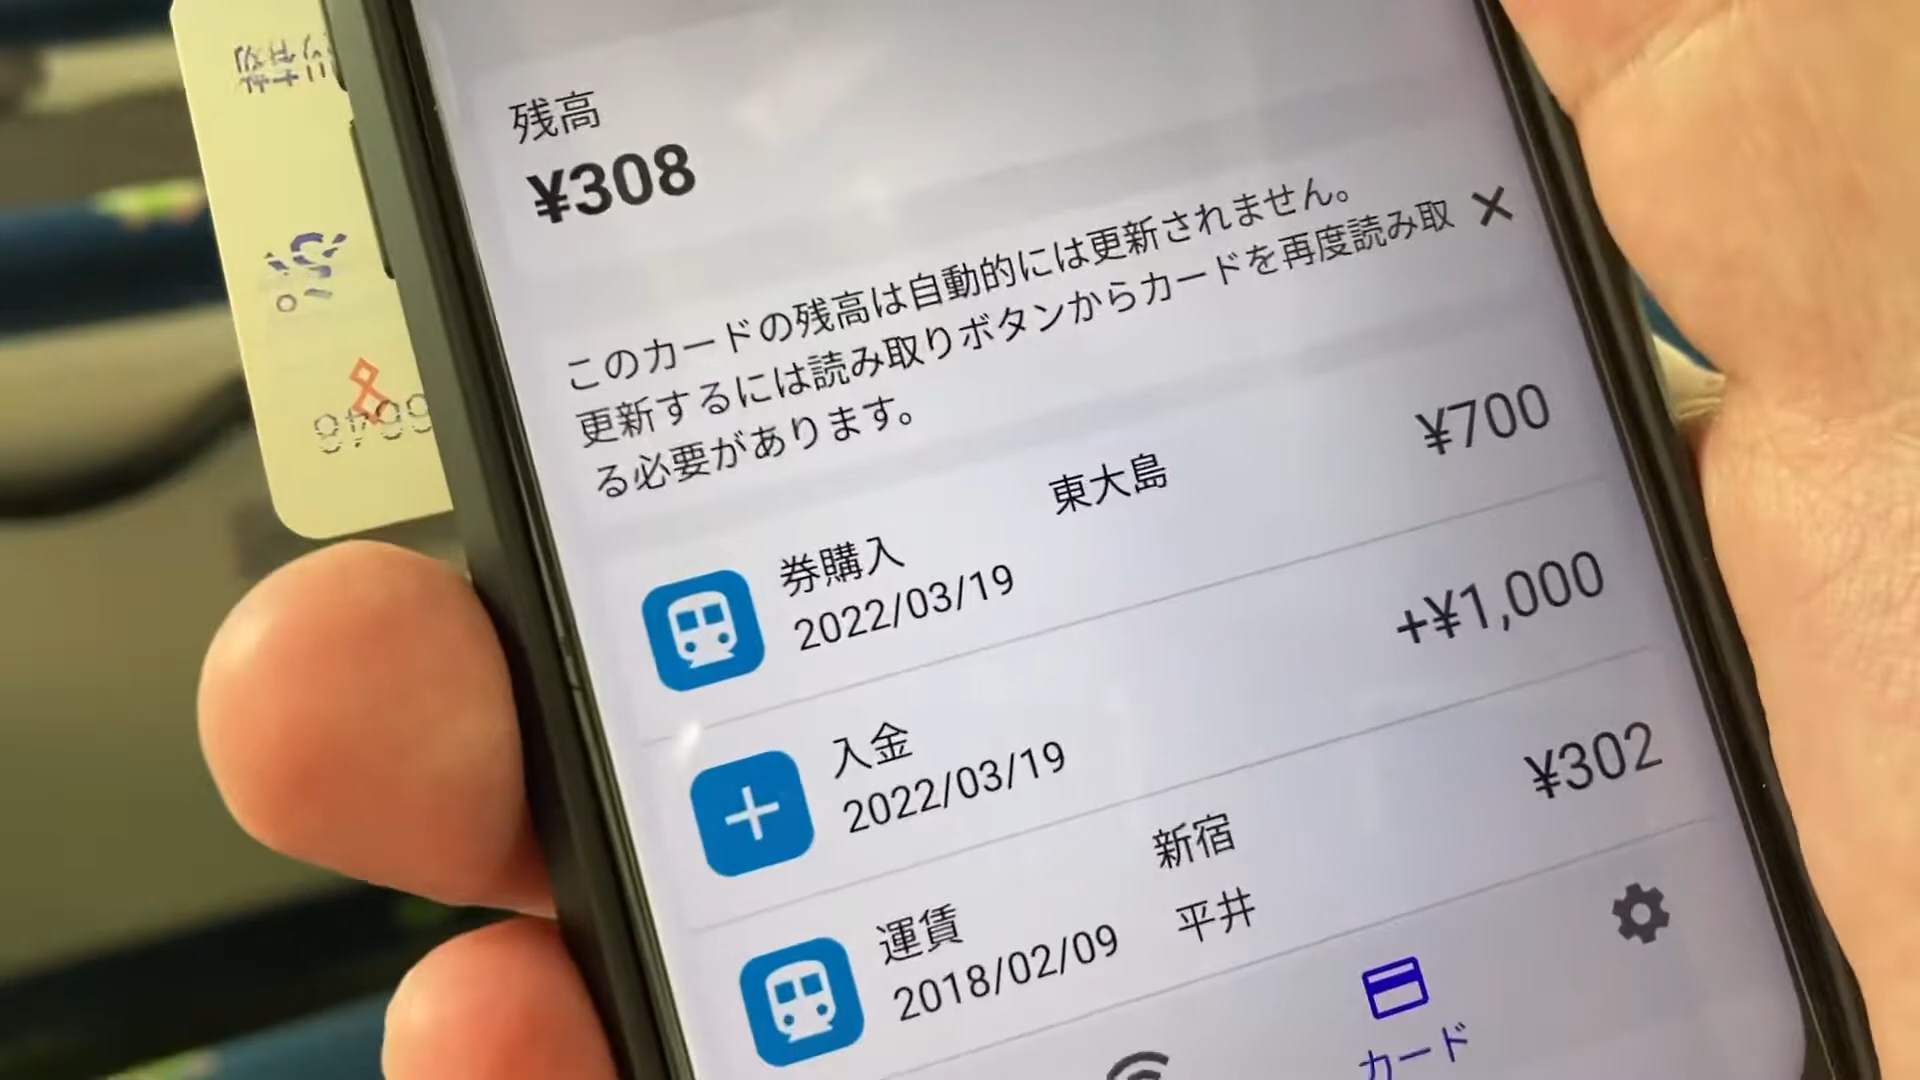 残高
¥308
このカードの残高は自動的には更新されません。
更新するには読み取りボタンからカードを再度読み取
る必要があります。
券購入
2022/03/19
東大島
¥700
入金
2022/03/19
+¥1,000
運賃
2018/02/09
新宿
平井
¥302
カード